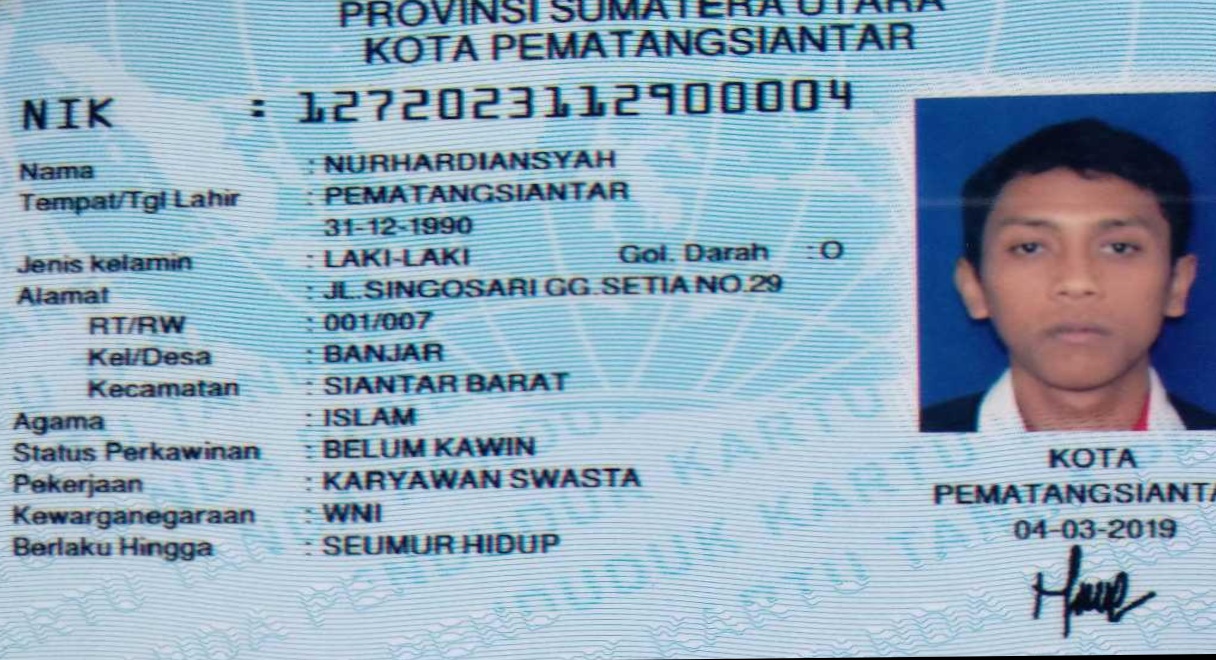 PROVINSI SUMATERA UTARA
KOTA PEMATANGSIANTAR
NIK : 1272023112900004
Nama : NURHARDIANSYAH
Tempat/Tgl Lahir : PEMATANGSIANTAR
31-12-1990
Jenis kelamin : LAKI-LAKI Gol. Darah : O
Alamat : JL.SINGOSARI GG.SETIA NO.29
RT/RW : 001/007
Kel/Desa : BANJAR
Kecamatan : SIANTAR BARAT
Agama : ISLAM
Status Perkawinan : BELUM KAWIN
Pekerjaan : KARYAWAN SWASTA
Kewarganegaraan : WNI
Berlaku Hingga : SEUMUR HIDUP
KOTA
PEMATANGSIANTA
04-03-2019